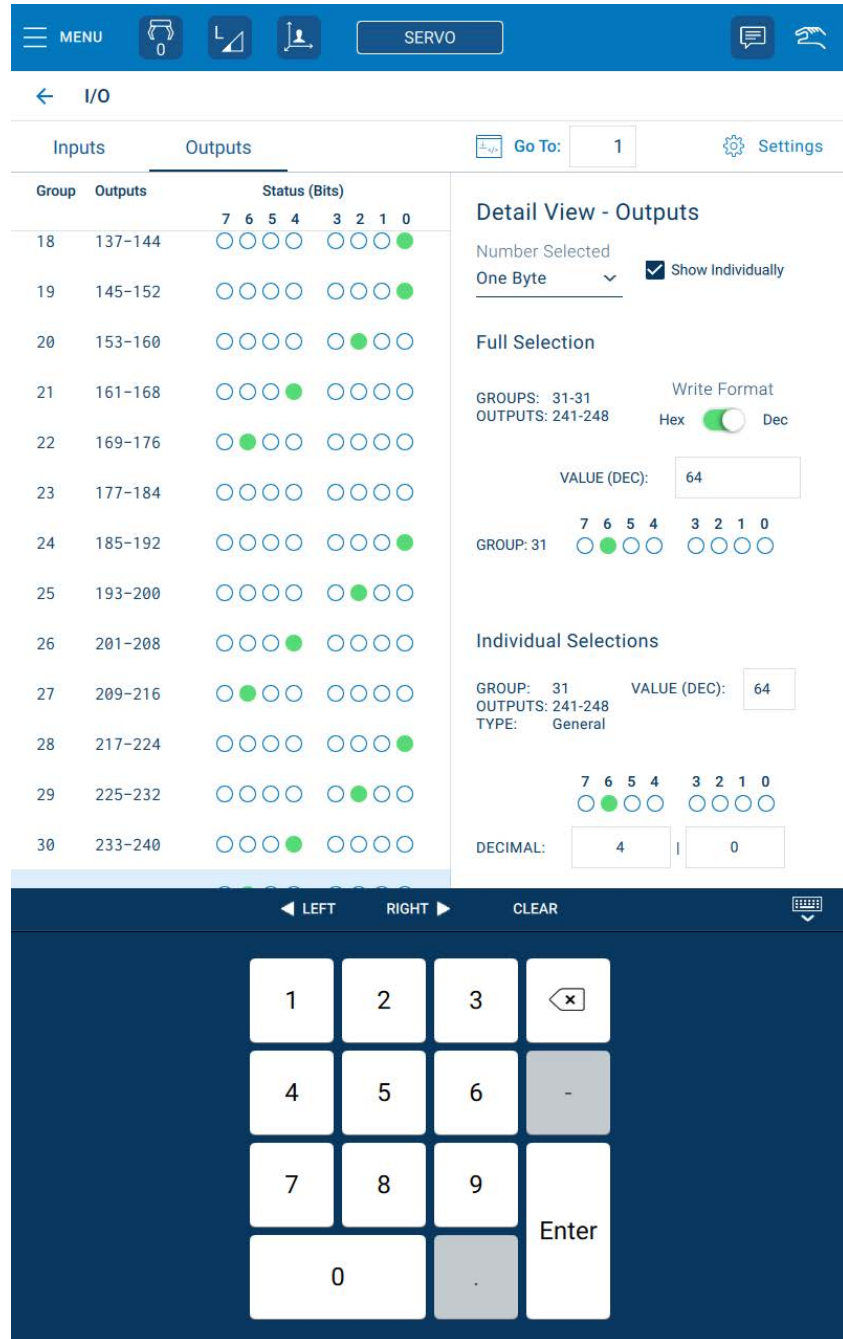 MENU
0
L
SERVO
I/O
Inputs Outputs Go To: 1 Settings
Group Outputs Status (Bits)
7 6 5 4 3 2 1 0
18 137-144
19 145-152
20 153-160
21 161-168
22 169-176
23 177-184
24 185-192
25 193-200
26 201-208
27 209-216
28 217-224
29 225-232
30 233-240
Detail View - Outputs
Number Selected
One Byte Show Individually
Full Selection
GROUPS: 31-31 Write Format
OUTPUTS: 241-248 Hex Dec
VALUE (DEC): 64
7 6 5 4 3 2 1 0
GROUP: 31
Individual Selections
GROUP: 31 VALUE (DEC): 64
OUTPUTS: 241-248
TYPE: General
7 6 5 4 3 2 1 0
DECIMAL: 4 | 0
LEFT RIGHT CLEAR
1 2 3
4 5 6 -
7 8 9
Enter
0 .